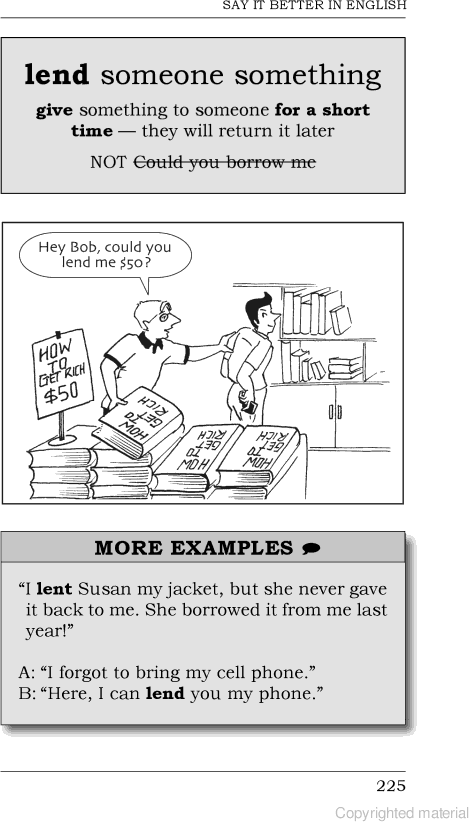 SAY IT BETTER IN ENGLISH
lend someone something
give something to someone for a short
time — they will return it later
NOT Could you borrow me
Hey Bob, could you
lend me $50?
HOW
TO
GET RICH
$50
HOW
TO
GET
RICH
HOW
TO
GET
RICH
HOW
TO
GET
RICH
MORE EXAMPLES
“I lent Susan my jacket, but she never gave
it back to me. She borrowed it from me last
year!”
A: “I forgot to bring my cell phone.”
B: “Here, I can lend you my phone.”
225
Copyrighted material